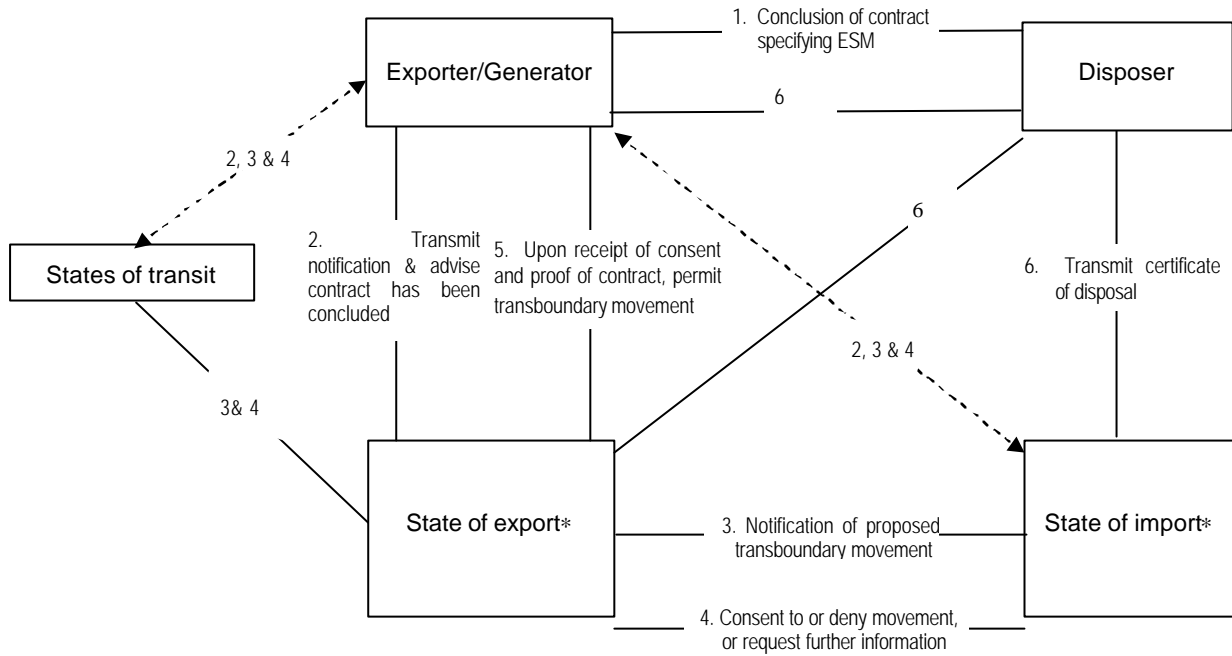 1. Conclusion of contract
specifying ESM
Exporter/Generator
Disposer
6
2, 3 & 4
6
States of transit
2. Transmit
notification & advise
contract has been
concluded
5. Upon receipt of consent
and proof of contract, permit
transboundary movement
6. Transmit certificate
of disposal
2, 3 & 4
3& 4
State of export*
3. Notification of proposed
transboundary movement
State of import*
4. Consent to or deny movement,
or request further information